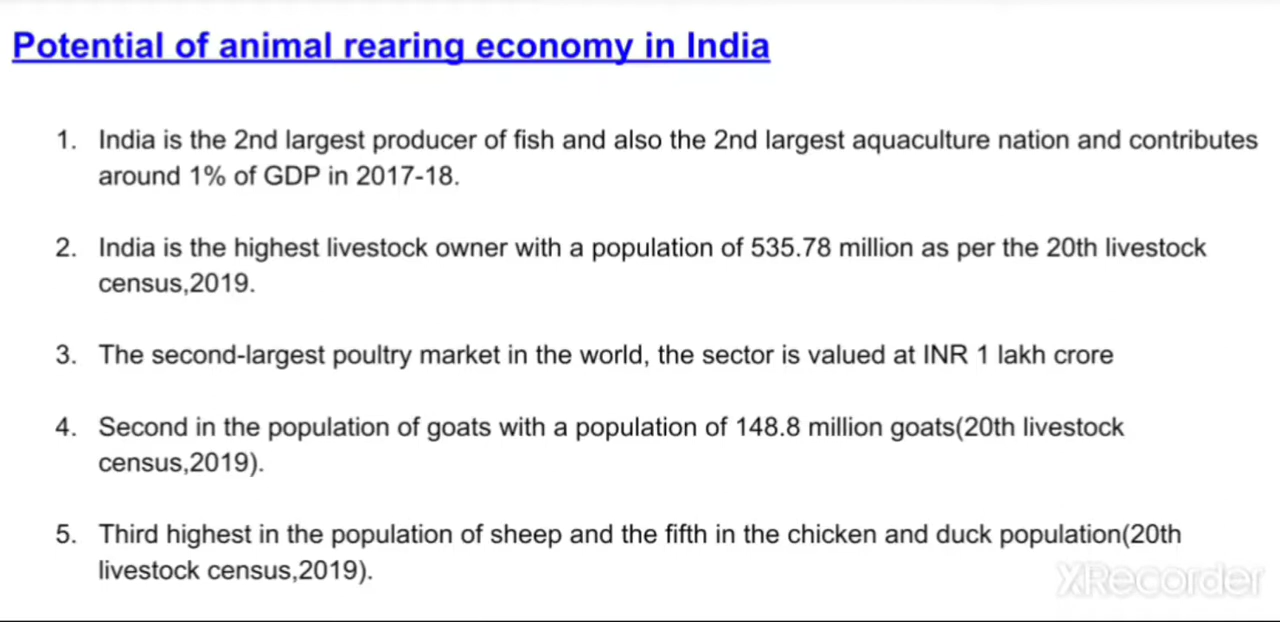 Potential of animal rearing economy in India
1. India is the 2nd largest producer of fish and also the 2nd largest aquaculture nation and contributes
around 1% of GDP in 2017-18.
2. India is the highest livestock owner with a population of 535.78 million as per the 20th livestock
census,2019.
3. The second-largest poultry market in the world, the sector is valued at INR 1 lakh crore
4. Second in the population of goats with a population of 148.8 million goats(20th livestock
census,2019).
5. Third highest in the population of sheep and the fifth in the chicken and duck population(20th
livestock census,2019).
XRecorder